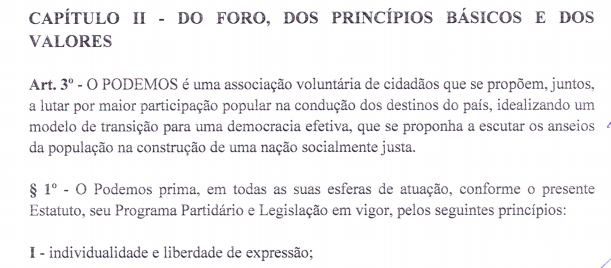 CAPÍTULO II - DO FORO, DOS PRINCÍPIOS BÁSICOS E DOS
VALORES
Art. 3º - O PODEMOS é uma associação voluntária de cidadãos que se propõem, juntos,
a lutar por maior participação popular na condução dos destinos do país, idealizando um
modelo de transição para uma democracia efetiva, que se proponha a escutar os anseios
da população na construção de uma nação socialmente justa.
§ 1º - O Podemos prima, em todas as suas esferas de atuação, conforme o presente
Estatuto, seu Programa Partidário e Legislação em vigor, pelos seguintes princípios:
I - individualidade e liberdade de expressão;